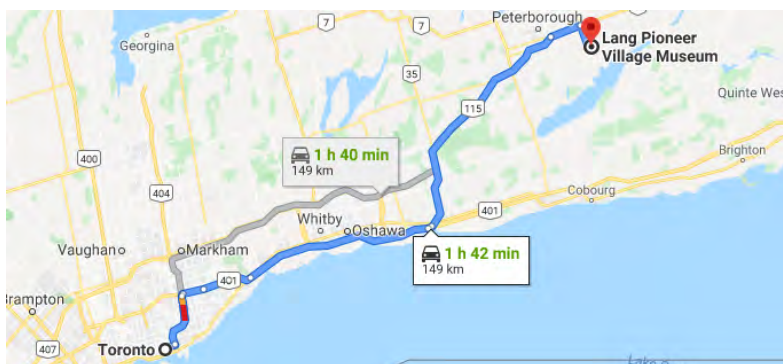 7
7
Peterborough
Georgina
Lang Pioneer
Village Museum
35
115
Quinte West
400
404
1 h 40 min
149 km
Brighton
Cobourg
401
Whitby
Oshawa
Vaughan
Markham
1 h 42 min
149 km
401
Brampton
407
Toronto